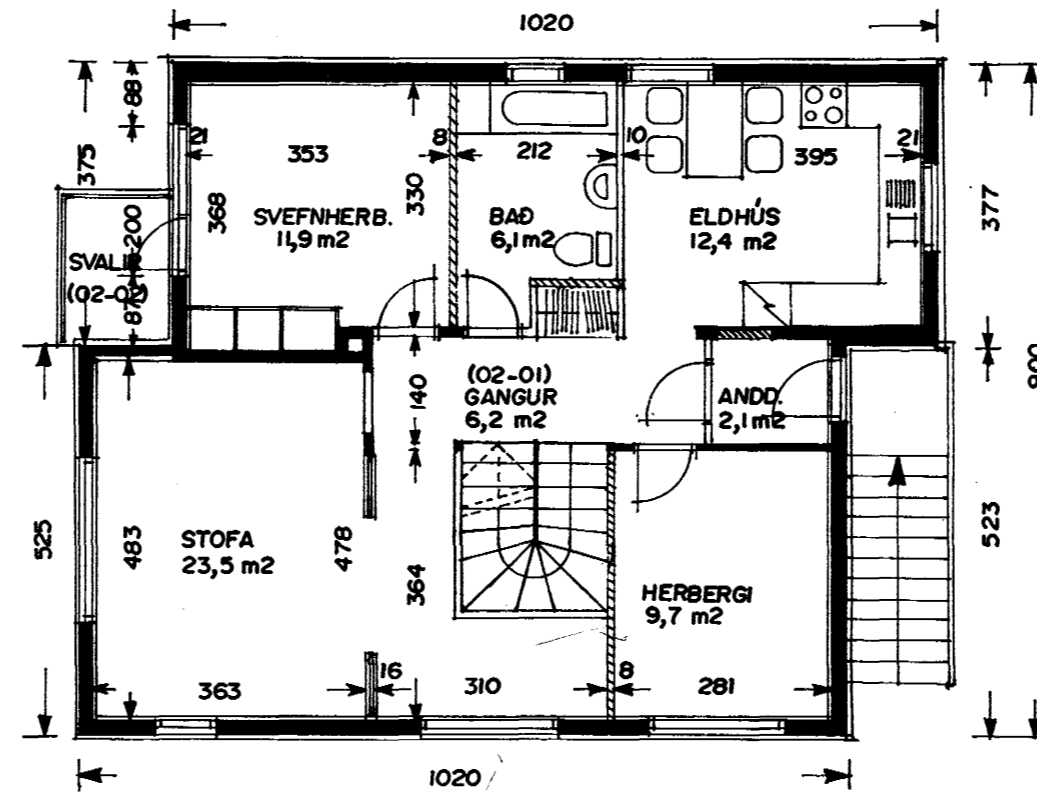 1020
88
21
353
8
212
10
395
21
375
368
330
377
SVEFNHERB.
11,9 m2
BAÐ
6,1 m2
ELDHÚS
12,4 m2
200
SVALIR
(02-02)
87
(02-01)
GANGUR
6,2 m2
140
ANDD.
2,1 m2
900
525
483
STOFA
23,5 m2
478
364
523
HERBERGI
9,7 m2
16
363
310
8
281
1020